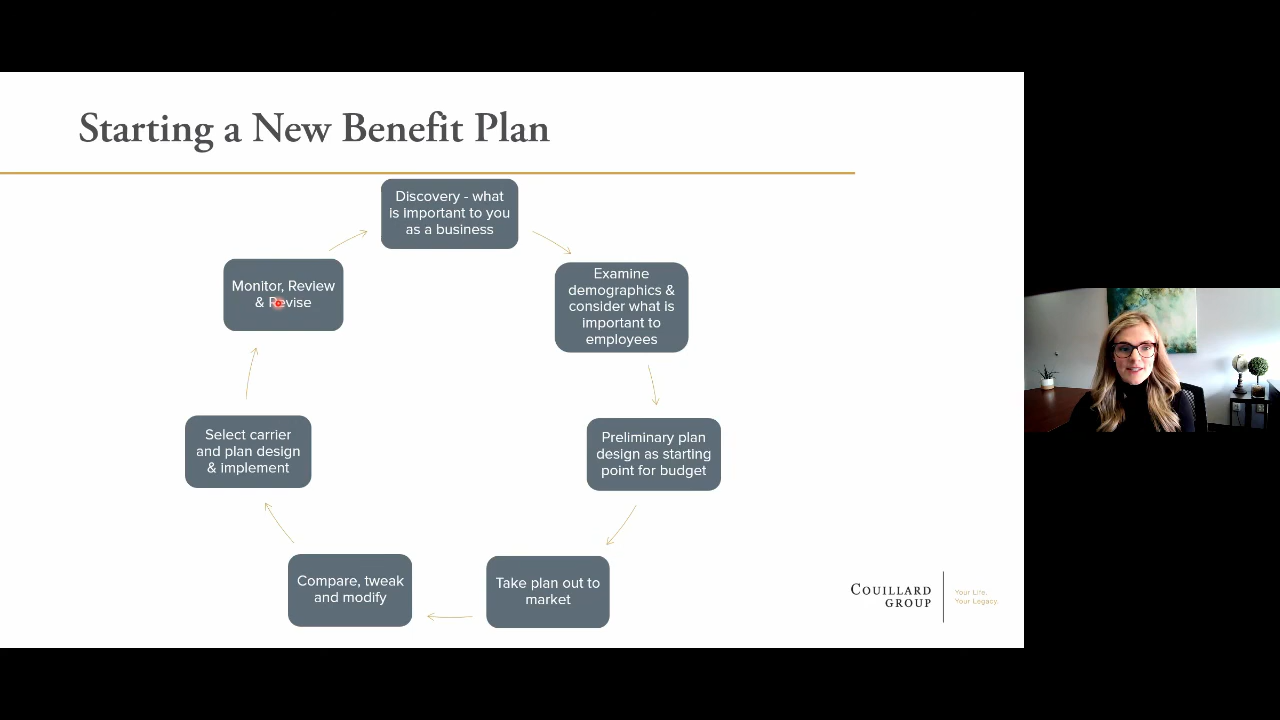 Starting a New Benefit Plan
Discovery - what
is important to you
as a business
Examine
demographics &
consider what is
important to
employees
Preliminary plan
design as starting
point for budget
Take plan out to
market
Compare, tweak
and modify
Select carrier
and plan design
& implement
Monitor, Review
& Revise
COUILLARD
GROUP
Your Life.
Your Legacy.